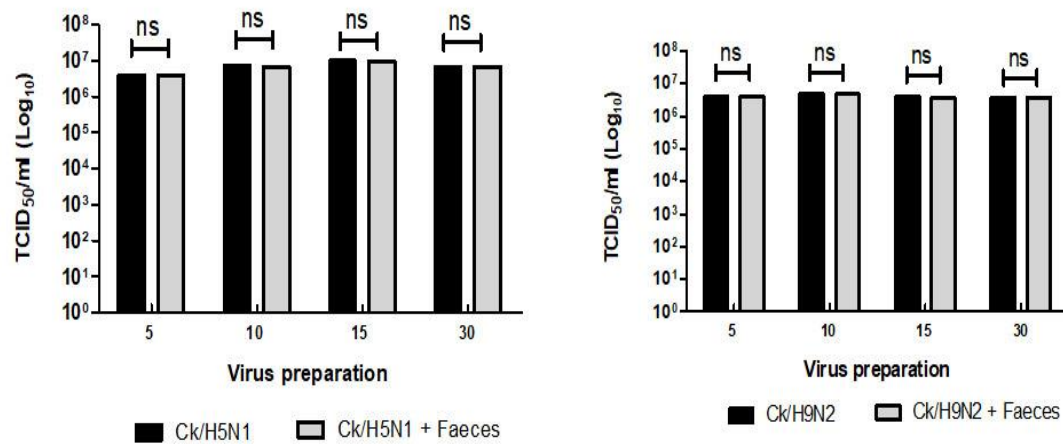 TCID₅₀/ml (Log₁₀)
10⁸
10⁷
10⁶
10⁵
10⁴
10³
10²
10¹
10⁰
ns ns ns ns
5 10 15 30
Virus preparation
Ck/H5N1 Ck/H5N1 + Faeces
TCID₅₀/ml (Log₁₀)
10⁸
10⁷
10⁶
10⁵
10⁴
10³
10²
10¹
10⁰
ns ns ns ns
5 10 15 30
Virus preparation
Ck/H9N2 Ck/H9N2 + Faeces